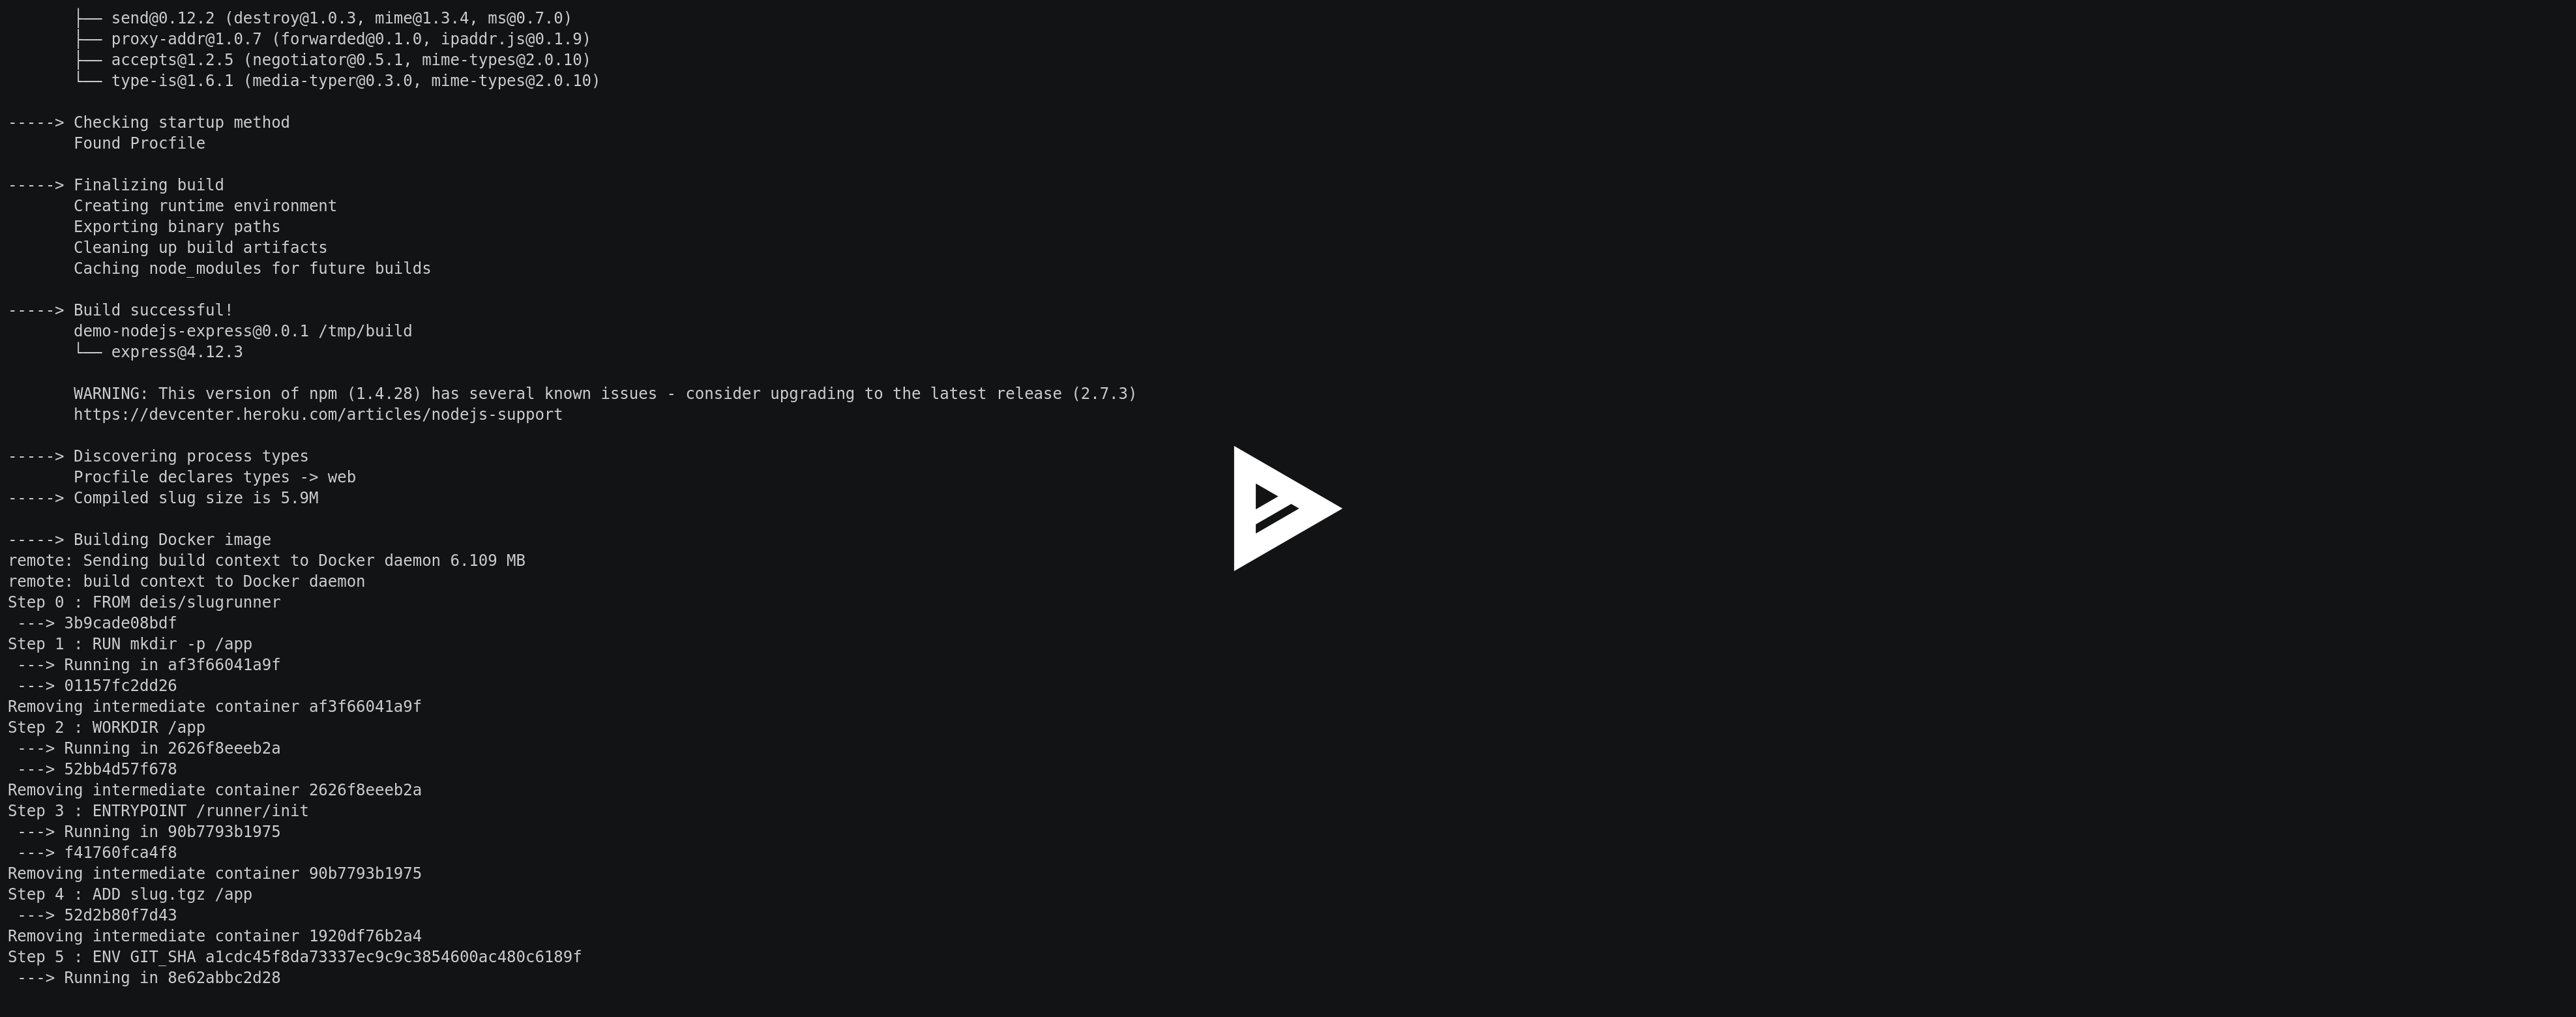 ├── send@0.12.2 (destroy@1.0.3, mime@1.3.4, ms@0.7.0)
├── proxy-addr@1.0.7 (forwarded@0.1.0, ipaddr.js@0.1.9)
├── accepts@1.2.5 (negotiator@0.5.1, mime-types@2.0.10)
└── type-is@1.6.1 (media-typer@0.3.0, mime-types@2.0.10)
-----> Checking startup method
Found Procfile
-----> Finalizing build
Creating runtime environment
Exporting binary paths
Cleaning up build artifacts
Caching node_modules for future builds
-----> Build successful!
demo-nodejs-express@0.0.1 /tmp/build
└── express@4.12.3
WARNING: This version of npm (1.4.28) has several known issues - consider upgrading to the latest release (2.7.3)
https://devcenter.heroku.com/articles/nodejs-support
-----> Discovering process types
Procfile declares types -> web
-----> Compiled slug size is 5.9M
-----> Building Docker image
remote: Sending build context to Docker daemon 6.109 MB
remote: build context to Docker daemon
Step 0 : FROM deis/slugrunner
---> 3b9cade08bdf
Step 1 : RUN mkdir -p /app
---> Running in af3f66041a9f
---> 01157fc2dd26
Removing intermediate container af3f66041a9f
Step 2 : WORKDIR /app
---> Running in 2626f8eeeb2a
---> 52bb4d57f678
Removing intermediate container 2626f8eeeb2a
Step 3 : ENTRYPOINT /runner/init
---> Running in 90b7793b1975
---> f41760fca4f8
Removing intermediate container 90b7793b1975
Step 4 : ADD slug.tgz /app
---> 52d2b80f7d43
Removing intermediate container 1920df76b2a4
Step 5 : ENV GIT_SHA a1cdc45f8da73337ec9c9c3854600ac480c6189f
---> Running in 8e62abbc2d28